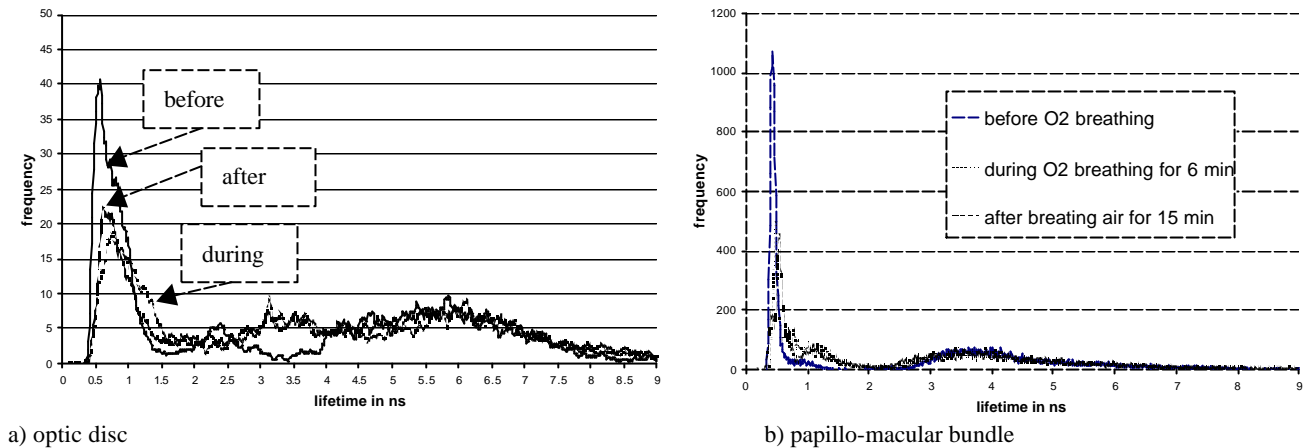 50
45
40
35
30
25
20
15
10
5
0
frequency
before
after
during
0 0.5 1 1.5 2 2.5 3 3.5 4 4.5 5 5.5 6 6.5 7 7.5 8 8.5 9
lifetime in ns
a) optic disc
1200
1000
800
600
400
200
0
frequency
before O2 breathing
during O2 breathing for 6 min
after breating air for 15 min
0 1 2 3 4 5 6 7 8 9
lifetime in ns
b) papillo-macular bundle